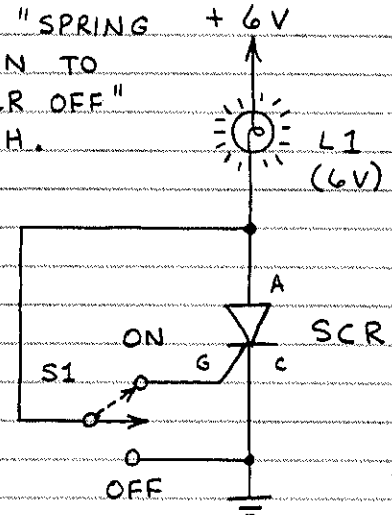 "SPRING
N TO
R OFF"
H.
+ 6V
L1
(6V)
A
SCR
ON
G
C
S1
OFF